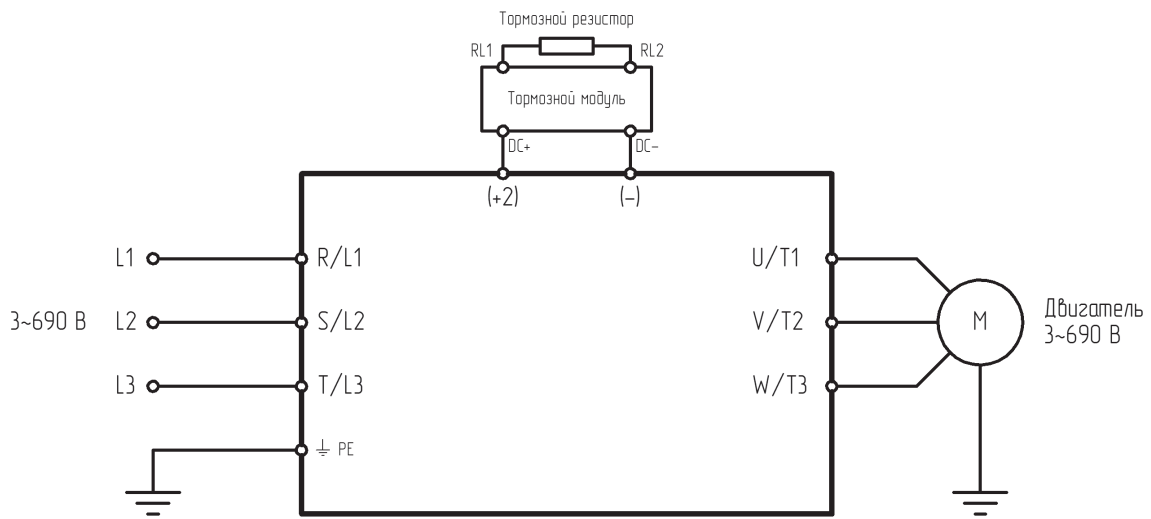 Тормозной резистор
RL1
RL2
Тормозной модуль
DC+
DC-
(+2)
(-)
L1
R/L1
U/T1
3~690 В
L2
S/L2
V/T2
M
Двигатель
3~690 В
L3
T/L3
W/T3
PE